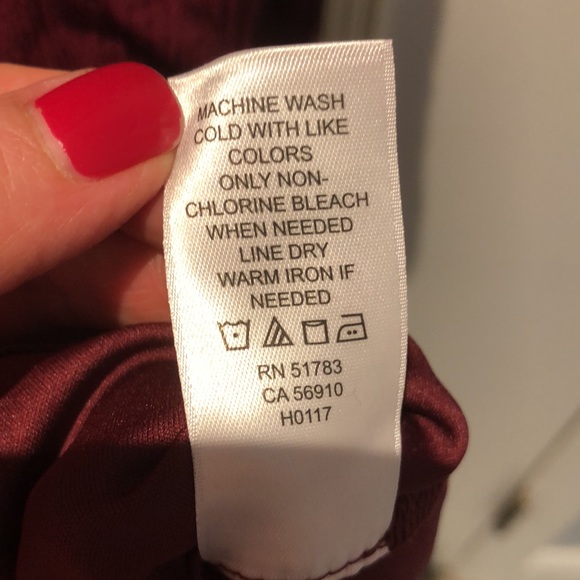 MACHINE WASH
COLD WITH LIKE
COLORS
ONLY NON-
CHLORINE BLEACH
WHEN NEEDED
LINE DRY
WARM IRON IF
NEEDED
RN 51783
CA 56910
H0117